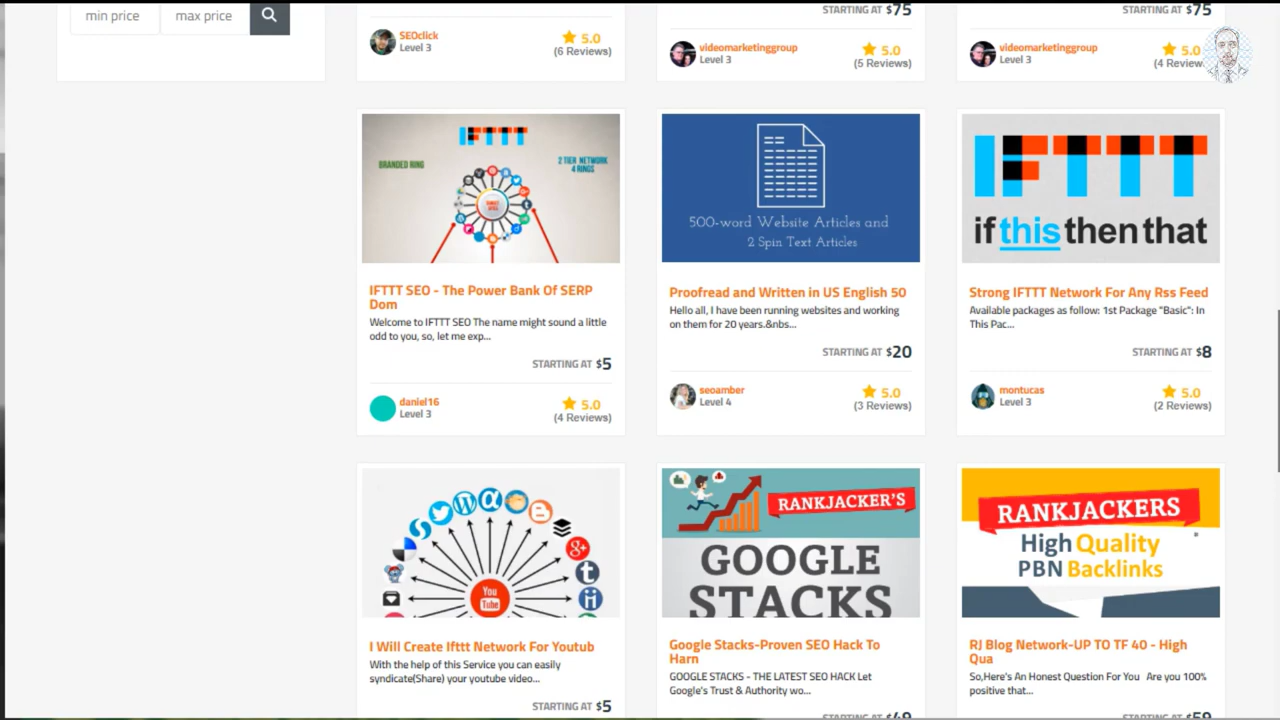 min price
max price
SEOclick
Level 3
5.0
(6 Reviews)
STARTING AT $75
videomarketinggroup
Level 3
5.0
(5 Reviews)
STARTING AT $75
videomarketinggroup
Level 3
5.0
(4 Reviews)
IFTTT
BRANDED RING
2 TIER NETWORK
4 RINGS
IFTTT SEO - The Power Bank Of SERP
Dom
Welcome to IFTTT SEO The name might sound a little
odd to you, so, let me exp...
STARTING AT $5
daniel16
Level 3
5.0
(4 Reviews)
500-word Website Articles and
2 Spin Text Articles
Proofread and Written in US English 50
Hello all, I have been running websites and working
on them for 20 years.&nbs...
STARTING AT $20
seoamber
Level 4
5.0
(3 Reviews)
IFTTT
if this then that
Strong IFTTT Network For Any Rss Feed
Available packages as follow: 1st Package "Basic": In
This Pac...
STARTING AT $8
montucas
Level 3
5.0
(2 Reviews)
You
Tube
I Will Create Ifttt Network For Youtub
With the help of this Service you can easily
syndicate(Share) your youtube video...
STARTING AT $5
RANKJACKER'S
GOOGLE
STACKS
Google Stacks-Proven SEO Hack To
Harn
GOOGLE STACKS - THE LATEST SEO HACK Let
Google's Trust & Authority wo...
STARTING AT $49
RANKJACKERS
High Quality
PBN Backlinks
RJ Blog Network-UP TO TF 40 - High
Qua
So,Here's An Honest Question For You Are you 100%
positive that...
STARTING AT $59